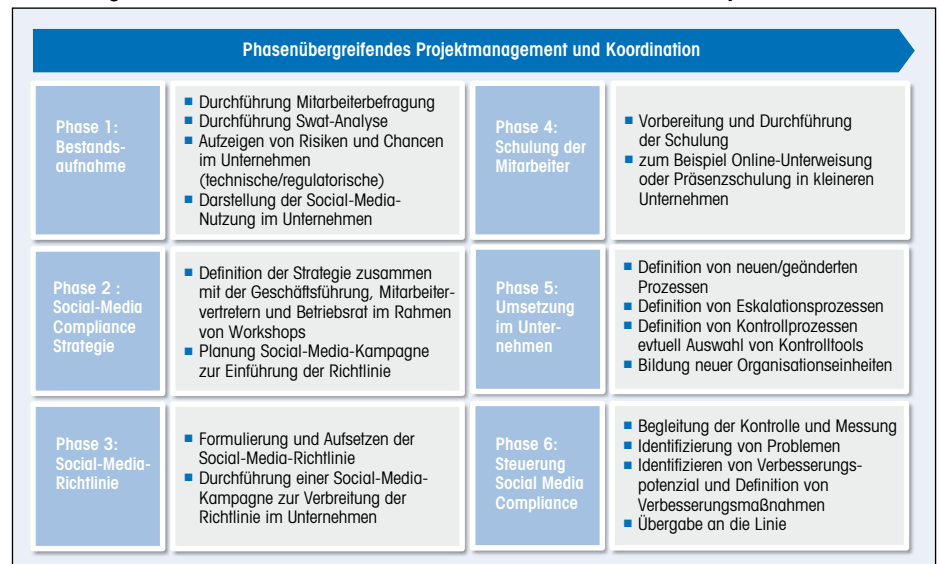 Phasenübergreifendes Projektmanagement und Koordination
Phase 1:
Bestands-
aufnahme
■ Durchführung Mitarbeiterbefragung
■ Durchführung Swat-Analyse
■ Aufzeigen von Risiken und Chancen
im Unternehmen
(technische/regulatorische)
■ Darstellung der Social-Media-
Nutzung im Unternehmen
Phase 2 :
Social-Media
Compliance
Strategie
■ Definition der Strategie zusammen
mit der Geschäftsführung, Mitarbeiter-
vertretern und Betriebsrat im Rahmen
von Workshops
■ Planung Social-Media-Kampagne
zur Einführung der Richtlinie
Phase 3:
Social-Media-
Richtlinie
■ Formulierung und Aufsetzen der
Social-Media-Richtlinie
■ Durchführung einer Social-Media-
Kampagne zur Verbreitung der
Richtlinie im Unternehmen
Phase 4:
Schulung der
Mitarbeiter
■ Vorbereitung und Durchführung
der Schulung
■ zum Beispiel Online-Unterweisung
oder Präsenzschulung in kleineren
Unternehmen
Phase 5:
Umsetzung
im Unter-
nehmen
■ Definition von neuen/geänderten
Prozessen
■ Definition von Eskalationsprozessen
■ Definition von Kontrollprozessen
evtuell Auswahl von Kontrolltools
■ Bildung neuer Organisationseinheiten
Phase 6:
Steuerung
Social Media
Compliance
■ Begleitung der Kontrolle und Messung
■ Identifizierung von Problemen
■ Identifizieren von Verbesserungs-
potenzial und Definition von
Verbesserungsmaßnahmen
■ Übergabe an die Linie